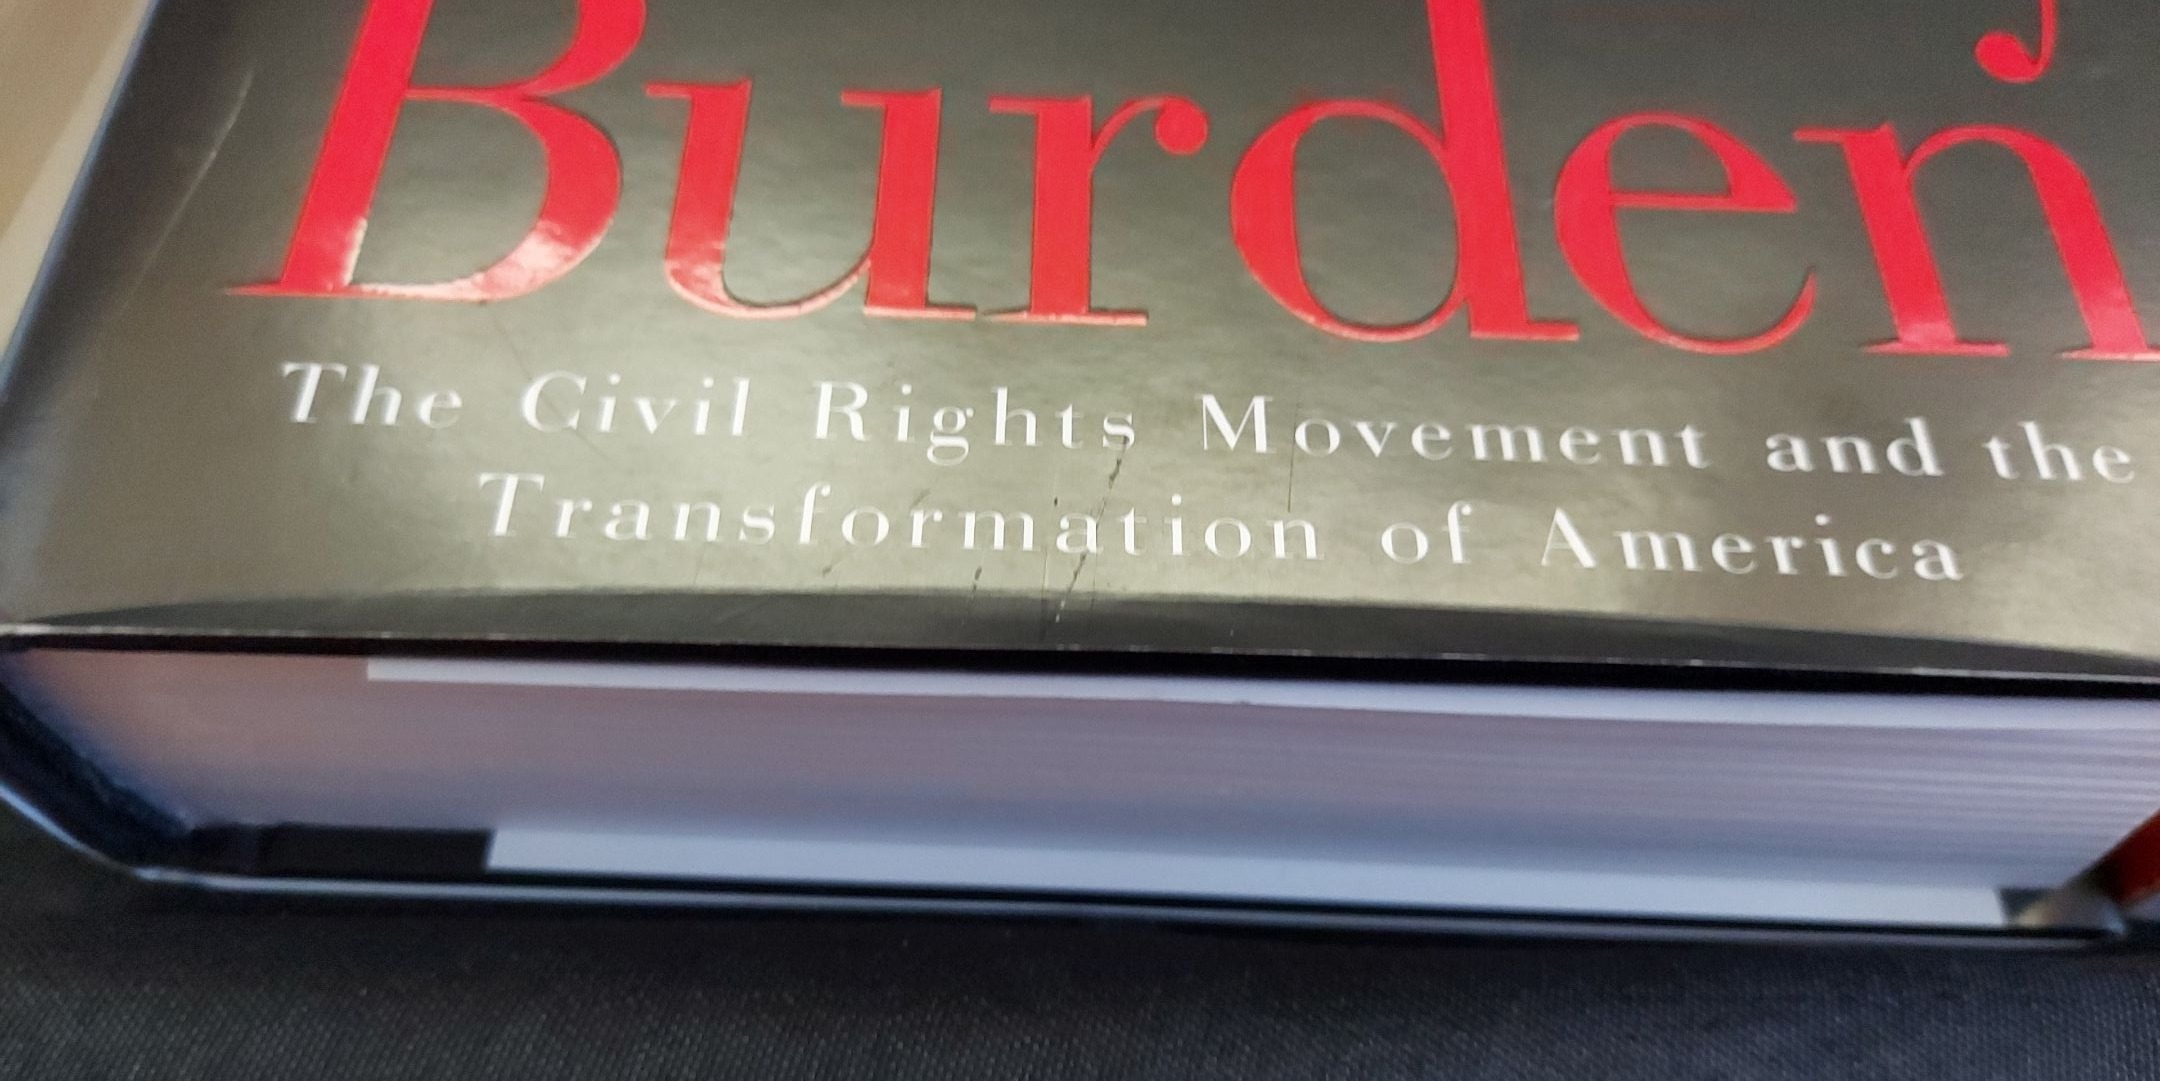 Burden
The Civil Rights Movement and the
Transformation of America